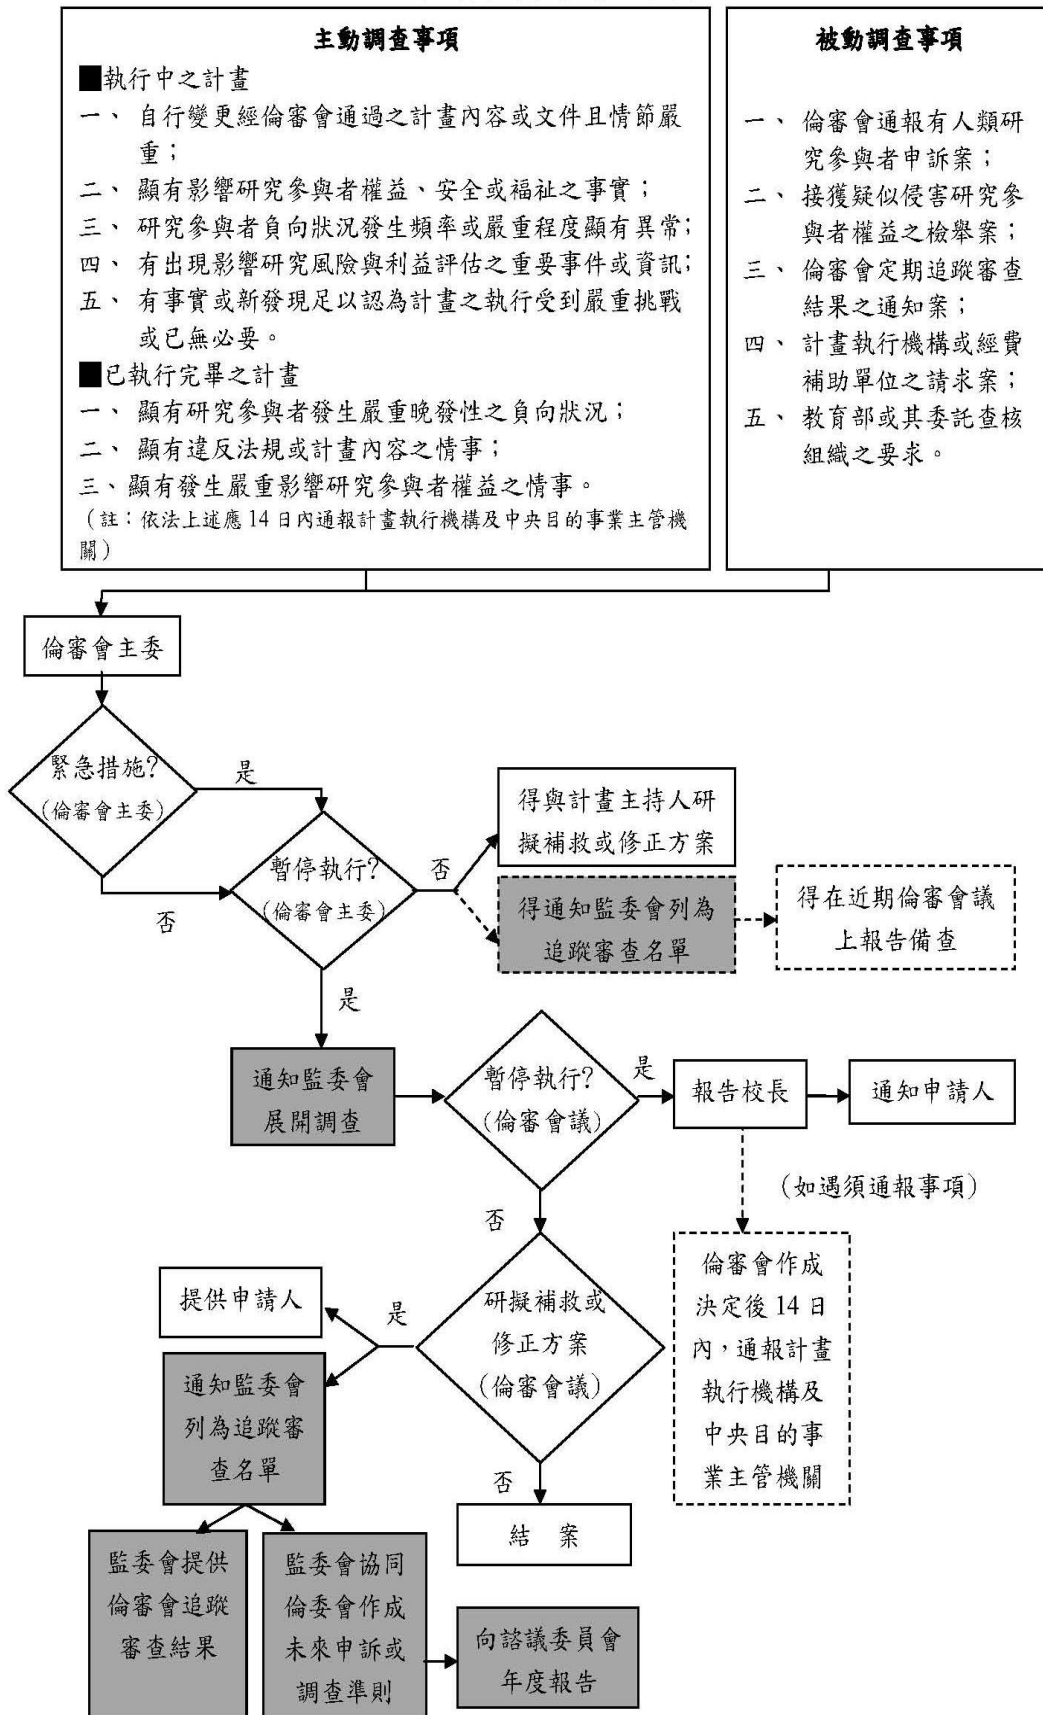 主動調查事項
■執行中之計畫
一、 自行變更經倫審會通過之計畫內容或文件且情節嚴
重；
二、 顯有影響研究參與者權益、安全或福祉之事實；
三、 研究參與者負向狀況發生頻率或嚴重程度顯有異常；
四、 有出現影響研究風險與利益評估之重要事件或資訊；
五、 有事實或新發現足以認為計畫之執行受到嚴重挑戰
或已無必要。
■已執行完畢之計畫
一、 顯有研究參與者發生嚴重晚發性之負向狀況；
二、 顯有違反法規或計畫內容之情事；
三、顯有發生嚴重影響研究參與者權益之情事。
（註：依法上述應 14 日內通報計畫執行機構及中央目的事業主管機
關）
被動調查事項
一、 倫審會通報有人類研
究參與者申訴案；
二、 接獲疑似侵害研究參
與者權益之檢舉案；
三、 倫審會定期追蹤審查
結果之通知案；
四、 計畫執行機構或經費
補助單位之請求案；
五、 教育部或其委託查核
組織之要求。
倫審會主委
緊急措施?
(倫審會主委)
是
否
暫停執行?
(倫審會主委)
否
是
得與計畫主持人研
擬補救或修正方案
得通知監委會列為
追蹤審查名單
得在近期倫審會議
上報告備查
通知監委會
展開調查
暫停執行?
(倫審會議)
是
否
報告校長
通知申請人
（如遇須通報事項）
倫審會作成
決定後 14 日
內，通報計畫
執行機構及
中央目的事
業主管機關
研擬補救或
修正方案
(倫審會議)
是
否
提供申請人
通知監委會
列為追蹤審
查名單
結 案
監委會提供
倫審會追蹤
審查結果
監委會協同
倫委會作成
未來申訴或
調查準則
向諮議委員會
年度報告